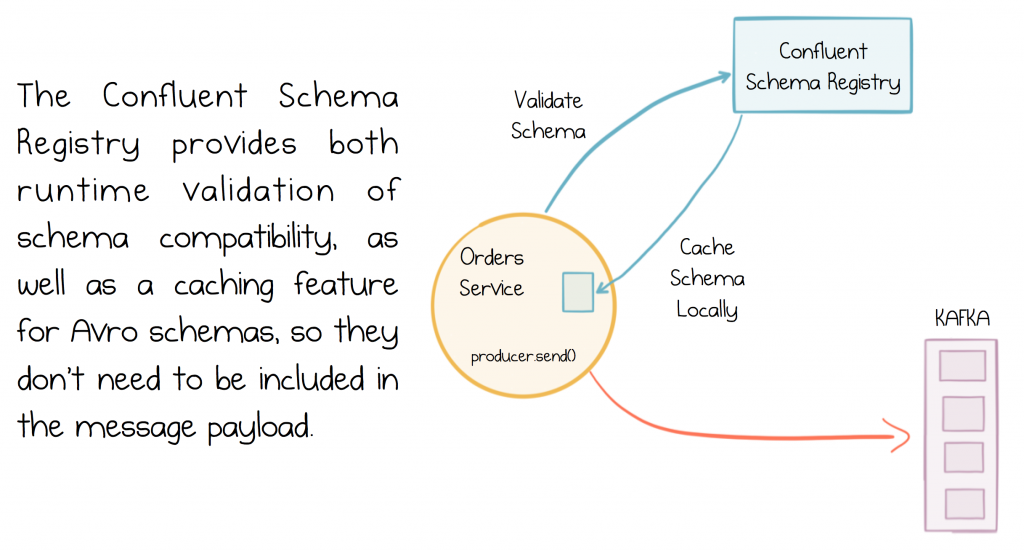 The Confluent Schema
Registry provides both
runtime validation of
schema compatibility, as
well as a caching feature
for Avro schemas, so they
don't need to be included in
the message payload.
Confluent
Schema Registry
Validate
Schema
Orders
Service
producer.send()
Cache
Schema
Locally
KAFKA